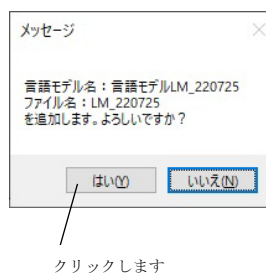 メッセージ
言語モデル名：言語モデルLM_220725
ファイル名：LM_220725
を追加します。よろしいですか？
はい(Y)
いいえ(N)
クリックします